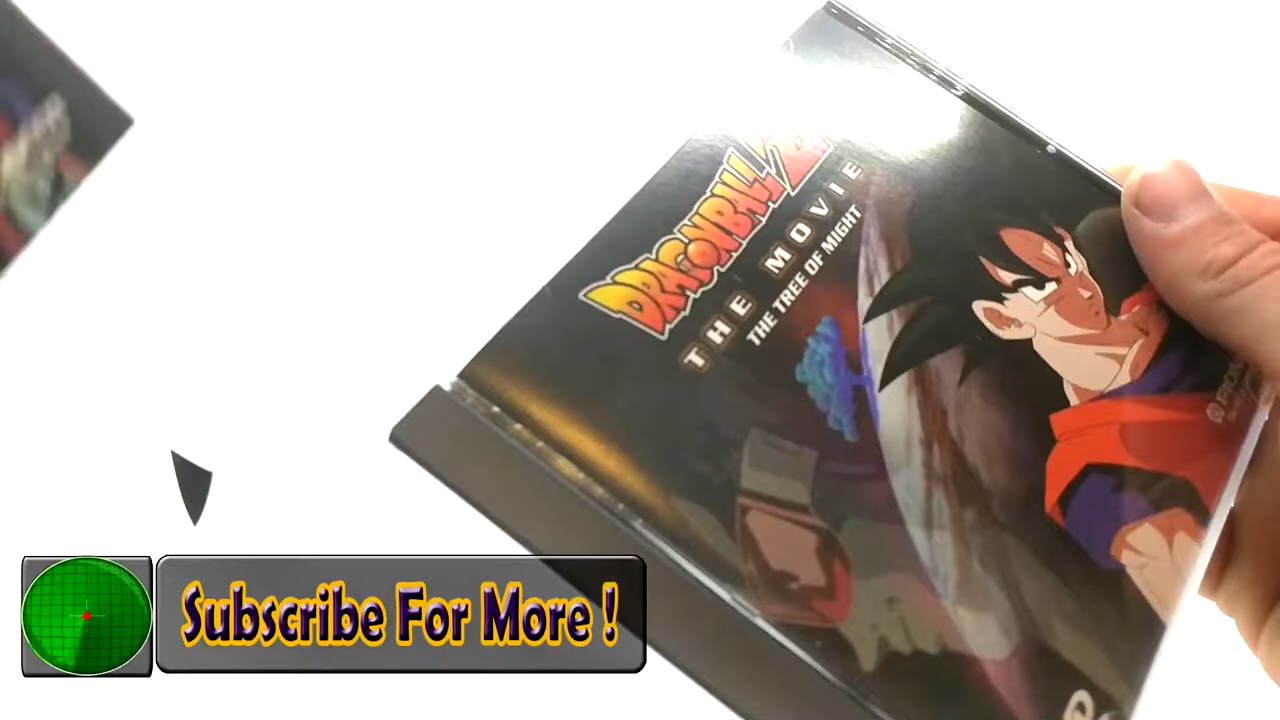 DRAGONBALL Z
THE MOVIE
THE TREE OF MIGHT
Subscribe For More !